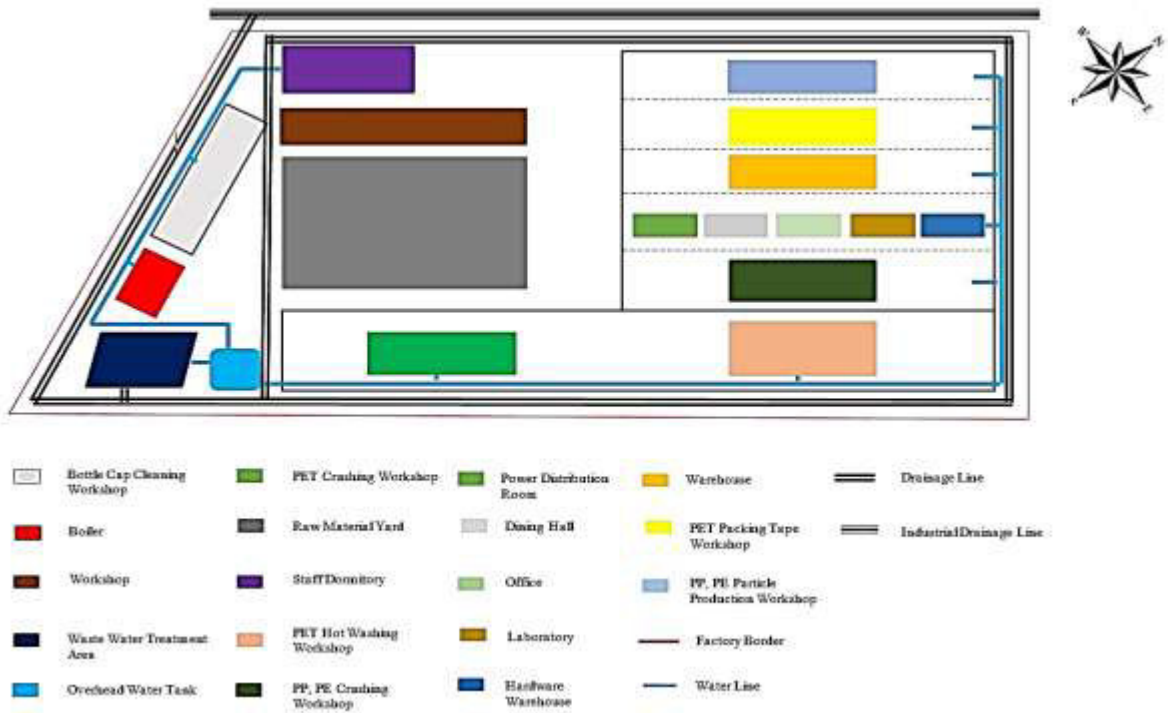 Bottle Cap Cleaning
Workshop
PET Crashing Workshop
Power Distribution
Room
Warehouse
Drainage Line
Boiler
Raw Material Yard
Dining Hall
PET Packing Tape
Workshop
Industrial Drainage Line
Workshop
Staff Dormitory
Office
PP, PE Particle
Production Workshop
Waste Water Treatment
Area
PET Hot Washing
Workshop
Laboratory
Factory Border
Overhead Water Tank
PP, PE Crashing
Workshop
Hardware
Warehouse
Water Line